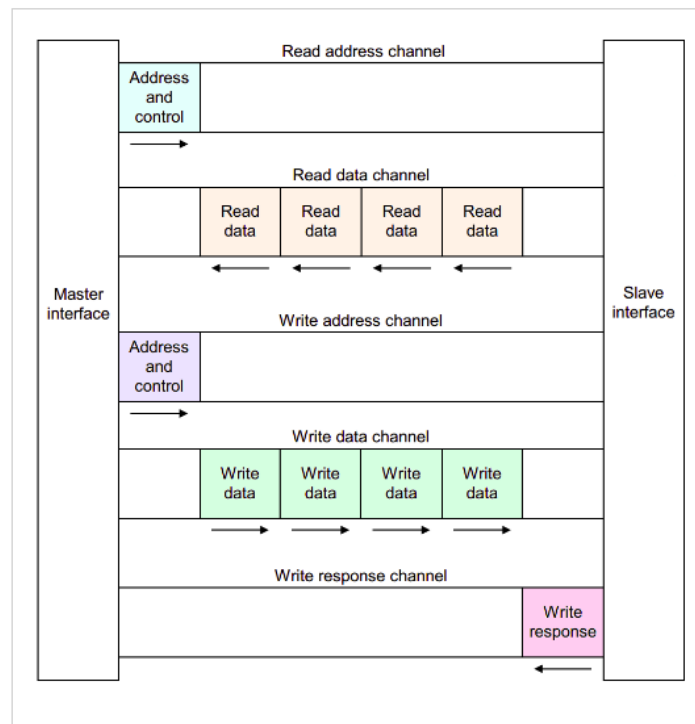 Read address channel
Address
and
control
Read data channel
Read
data
Read
data
Read
data
Read
data
Master
interface
Slave
interface
Write address channel
Address
and
control
Write data channel
Write
data
Write
data
Write
data
Write
data
Write response channel
Write
response